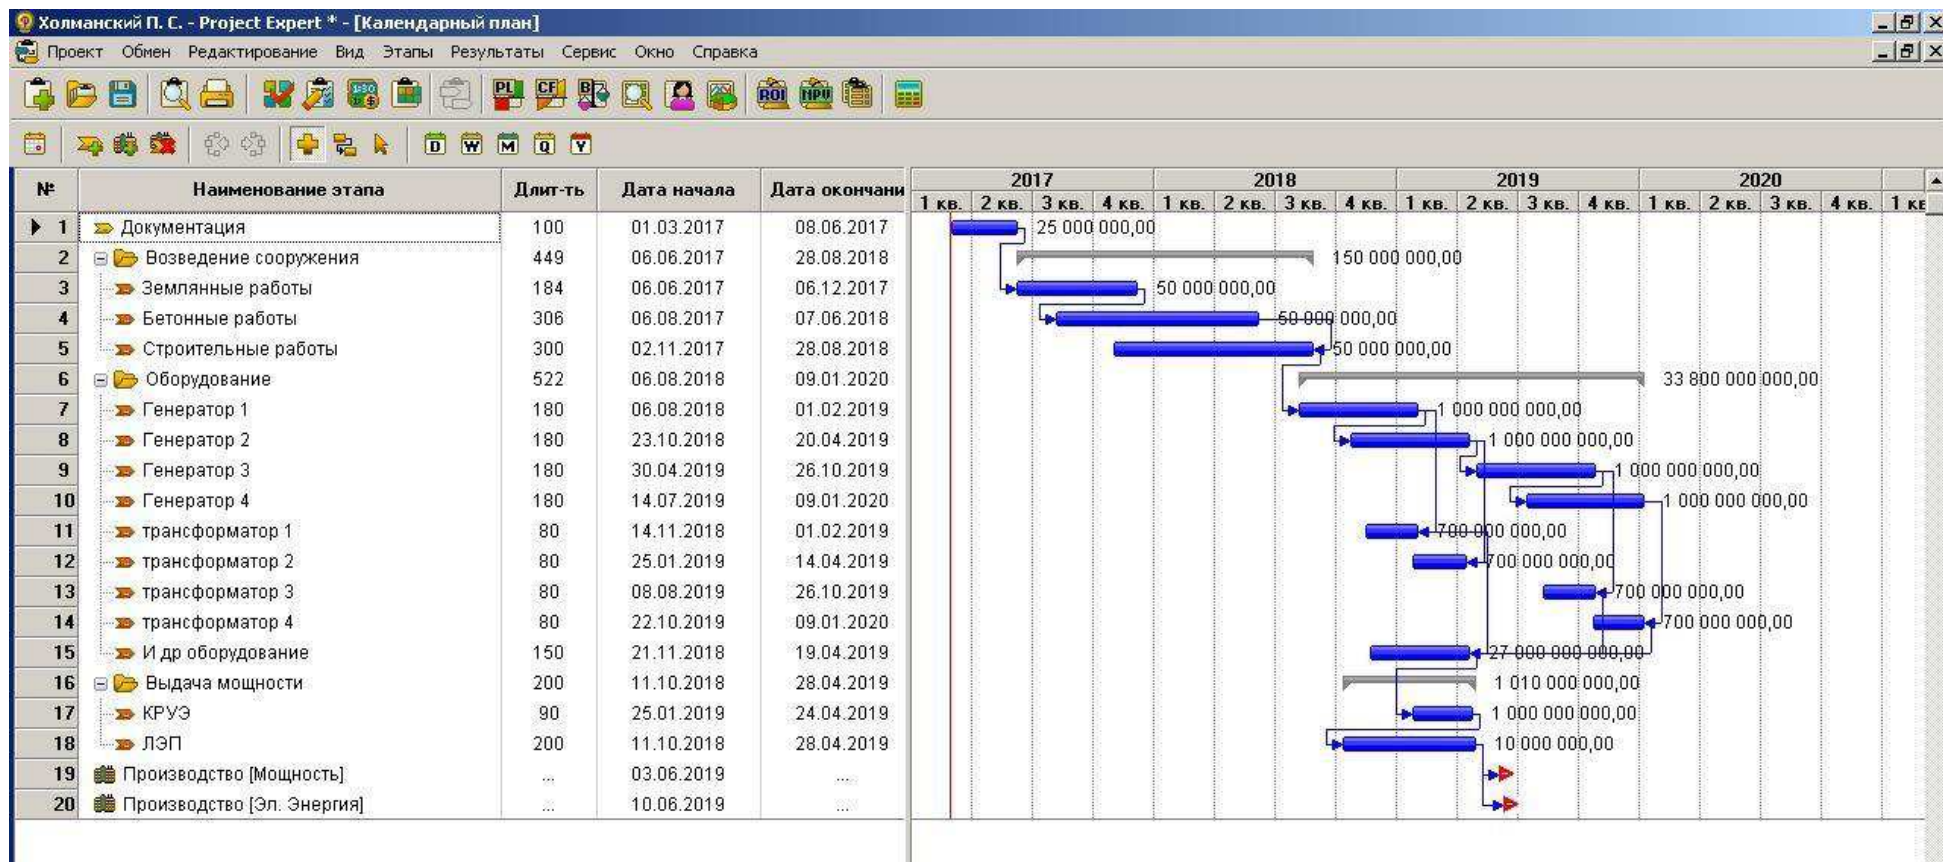 Холманский П. С. - Project Expert * - [Календарный план]
Проект Обмен Редактирование Вид Этапы Результаты Сервис Окно Справка
PL CF B ROI NPV
D W M Q Y
№ Наименование этапа Длит-ть Дата начала Дата окончани 2017 2018 2019 2020
1 кв. 2 кв. 3 кв. 4 кв. 1 кв. 2 кв. 3 кв. 4 кв. 1 кв. 2 кв. 3 кв. 4 кв. 1 кв. 2 кв. 3 кв. 4 кв. 1 кв
1 Документация 100 01.03.2017 08.06.2017 25 000 000,00
2 Возведение сооружения 449 06.06.2017 28.08.2018 150 000 000,00
3 Землянные работы 184 06.06.2017 06.12.2017 50 000 000,00
4 Бетонные работы 306 06.08.2017 07.06.2018 50 000 000,00
5 Строительные работы 300 02.11.2017 28.08.2018 50 000 000,00
6 Оборудование 522 06.08.2018 09.01.2020 33 800 000 000,00
7 Генератор 1 180 06.08.2018 01.02.2019 1 000 000 000,00
8 Генератор 2 180 23.10.2018 20.04.2019 1 000 000 000,00
9 Генератор 3 180 30.04.2019 26.10.2019 1 000 000 000,00
10 Генератор 4 180 14.07.2019 09.01.2020 1 000 000 000,00
11 трансформатор 1 80 14.11.2018 01.02.2019 700 000 000,00
12 трансформатор 2 80 25.01.2019 14.04.2019 700 000 000,00
13 трансформатор 3 80 08.08.2019 26.10.2019 700 000 000,00
14 трансформатор 4 80 22.10.2019 09.01.2020 700 000 000,00
15 И др оборудование 150 21.11.2018 19.04.2019 27 000 000 000,00
16 Выдача мощности 200 11.10.2018 28.04.2019 1 010 000 000,00
17 КРУЭ 90 25.01.2019 24.04.2019 1 000 000 000,00
18 ЛЭП 200 11.10.2018 28.04.2019 10 000 000,00
19 Производство [Мощность] ... 03.06.2019 ...
20 Производство [Эл. Энергия] ... 10.06.2019 ...